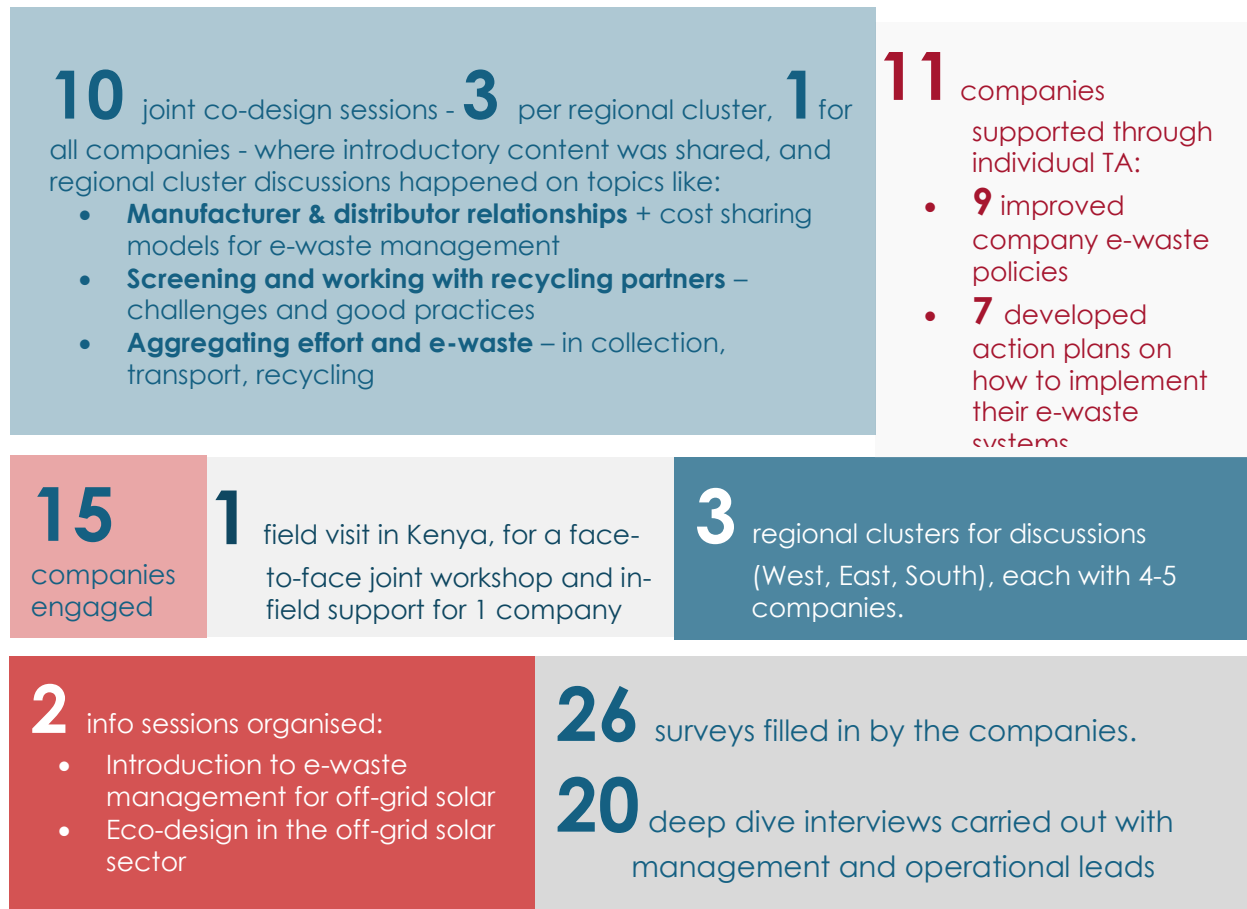 10 joint co-design sessions - 3 per regional cluster, 1 for
all companies - where introductory content was shared, and
regional cluster discussions happened on topics like:
• Manufacturer & distributor relationships + cost sharing
models for e-waste management
• Screening and working with recycling partners –
challenges and good practices
• Aggregating effort and e-waste – in collection,
transport, recycling
11 companies
supported through
individual TA:
• 9 improved
company e-waste
policies
• 7 developed
action plans on
how to implement
their e-waste
systems
15
companies
engaged
1 field visit in Kenya, for a face-
to-face joint workshop and in-
field support for 1 company
3 regional clusters for discussions
(West, East, South), each with 4-5
companies.
2 info sessions organised:
• Introduction to e-waste
management for off-grid solar
• Eco-design in the off-grid solar
sector
26 surveys filled in by the companies.
20 deep dive interviews carried out with
management and operational leads